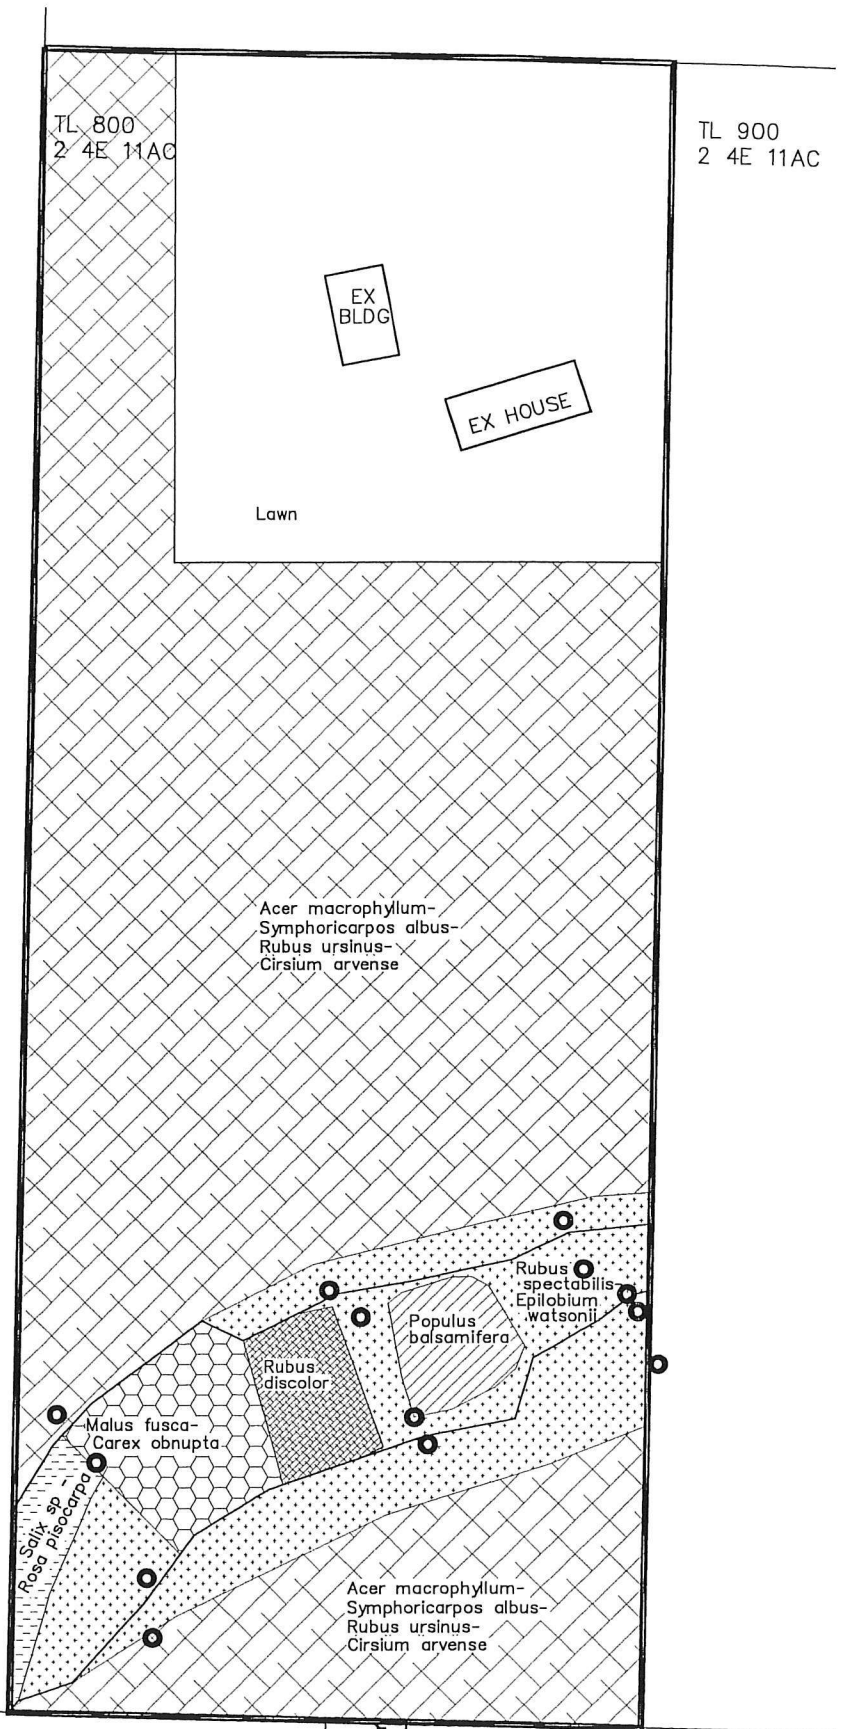 TL 800
2 4E 11AC
TL 900
2 4E 11AC
EX
BLDG
EX HOUSE
Lawn
Acer macrophyllum-
Symphoricarpos albus-
Rubus ursinus-
Cirsium arvense
Rubus
spectabilis-
Epilobium
watsonii
Populus
balsamifera
Rubus
discolor
Malus fusca-
Carex obnupta
Salix sp -
Rosa pisocarpa
Acer macrophyllum-
Symphoricarpos albus-
Rubus ursinus-
Cirsium arvense